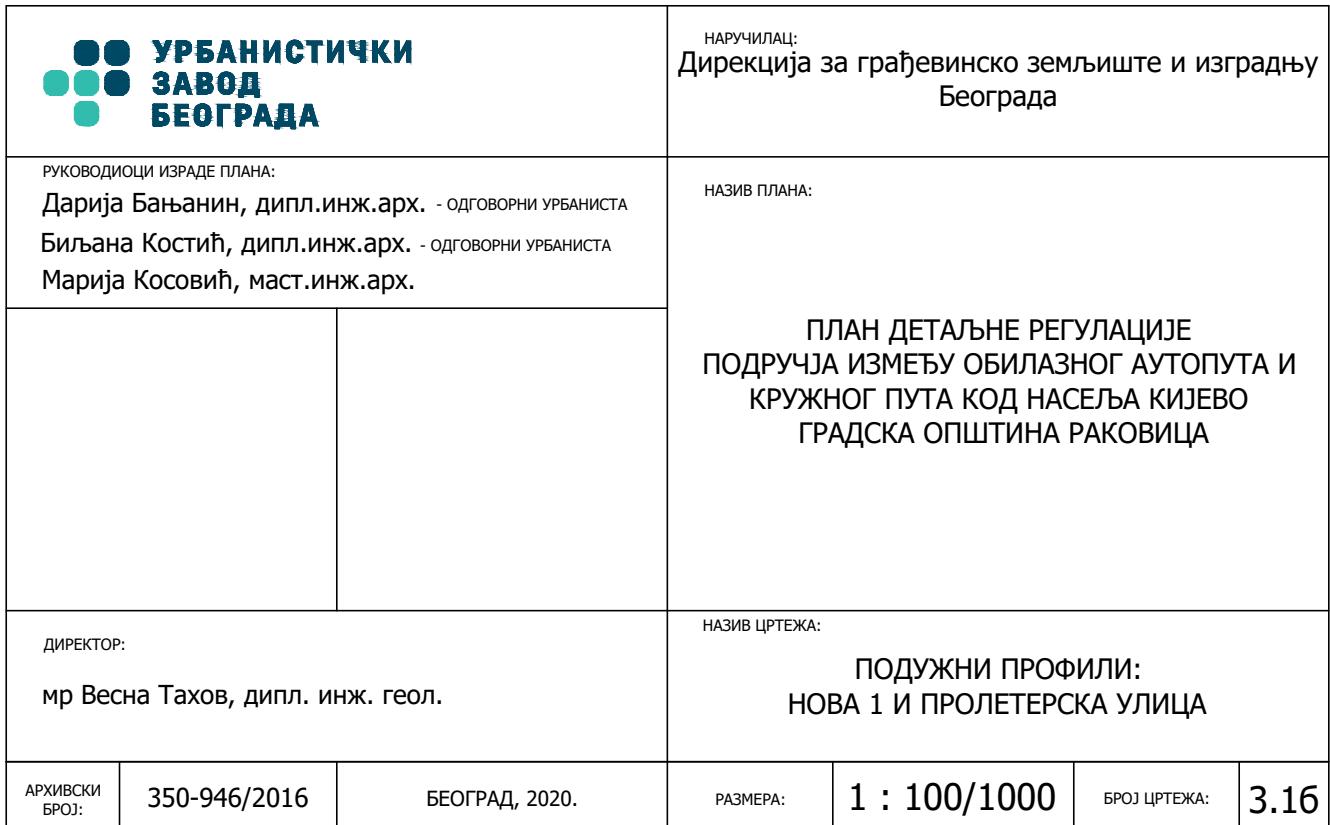 УРБАНИСТИЧКИ
ЗАВОД
БЕОГРАДА
НАРУЧИЛАЦ:
Дирекција за грађевинско земљиште и изградњу
Београда
РУКОВОДИОЦИ ИЗРАДЕ ПЛАНА:
Дарија Бањанин, дипл.инж.арх. - ОДГОВОРНИ УРБАНИСТА
Биљана Костић, дипл.инж.арх. - ОДГОВОРНИ УРБАНИСТА
Марија Косовић, маст.инж.арх.
НАЗИВ ПЛАНА:
ПЛАН ДЕТАЉНЕ РЕГУЛАЦИЈЕ
ПОДРУЧЈА ИЗМЕЂУ ОБИЛАЗНОГ АУТОПУТА И
КРУЖНОГ ПУТА КОД НАСЕЉА КИЈЕВО
ГРАДСКА ОПШТИНА РАКОВИЦА
ДИРЕКТОР:
мр Весна Тахов, дипл. инж. геол.
НАЗИВ ЦРТЕЖА:
ПОДУЖНИ ПРОФИЛИ:
НОВА 1 И ПРОЛЕТЕРСКА УЛИЦА
АРХИВСКИ
БРОЈ:
350-946/2016
БЕОГРАД, 2020.
РАЗМЕРА:
1 : 100/1000
БРОЈ ЦРТЕЖА:
3.1б